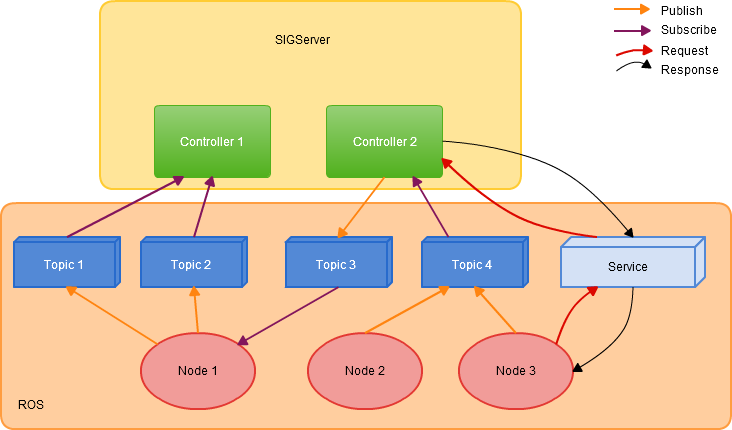 Publish
Subscribe
Request
Response
SIGServer
Controller 1
Controller 2
Topic 1
Topic 2
Topic 3
Topic 4
Service
Node 1
Node 2
Node 3
ROS